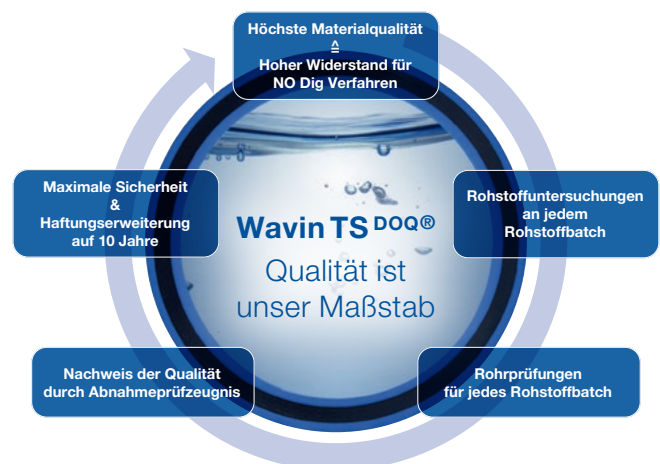 Höchste Materialqualität
≙
Hoher Widerstand für
NO Dig Verfahren
Maximale Sicherheit
&
Haftungserweiterung
auf 10 Jahre
Rohstoffuntersuchungen
an jedem
Rohstoffbatch
Wavin TS DOQ®
Qualität ist
unser Maßstab
Nachweis der Qualität
durch Abnahmeprüfzeugnis
Rohrprüfungen
für jedes Rohstoffbatch